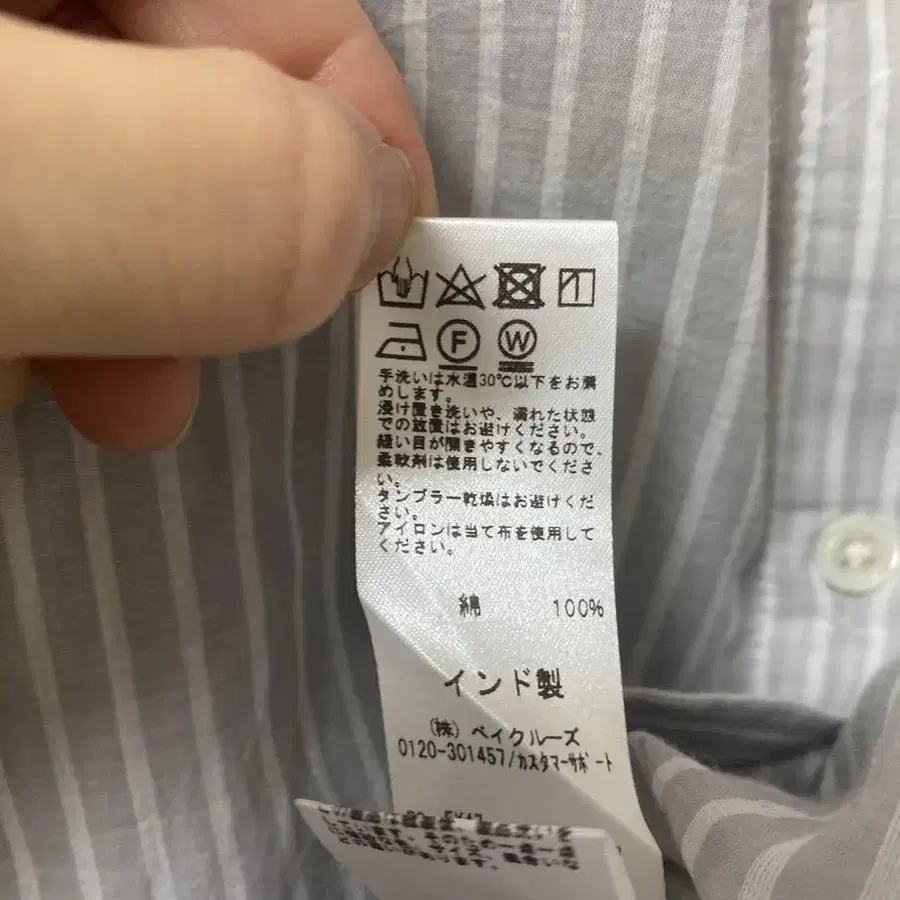 F W
手洗いは水温30℃以下をお薦
めします。
浸け置き洗いや、濡れた状態
での放置はお避けください。
縫い目が開きやすくなるので、
柔軟剤は使用しないでくださ
い。
タンブラー乾燥はお避けくだ
さい。
アイロンは当て布を使用して
ください。
綿 100%
インド製
(株)ベイクルーズ
0120-301457/カスタマーサポート